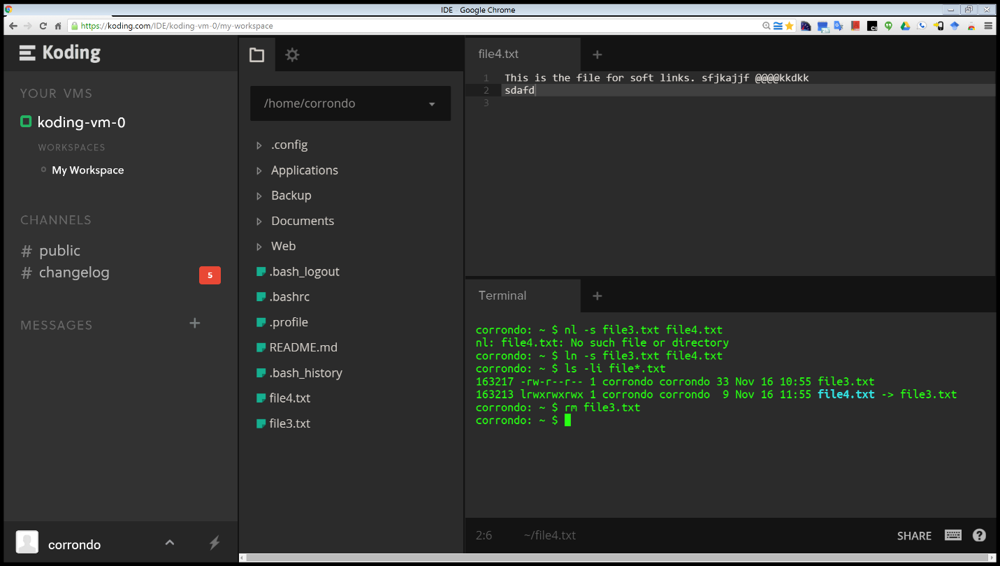 IDE - Google Chrome
https://koding.com/IDE/koding-vm-0/my-workspace
Koding
YOUR VMS
koding-vm-0
WORKSPACES
My Workspace
CHANNELS
# public
# changelog
5
MESSAGES
corrondo
/home/corrondo
.config
Applications
Backup
Documents
Web
.bash_logout
.bashrc
.profile
README.md
.bash_history
file4.txt
file3.txt
file4.txt
1 This is the file for soft links. sfjkajjf @@@@kkdkk
2 sdafd
3
Terminal
corrondo: ~ $ nl -s file3.txt file4.txt
nl: file4.txt: No such file or directory
corrondo: ~ $ ln -s file3.txt file4.txt
corrondo: ~ $ ls -li file*.txt
163217 -rw-r--r-- 1 corrondo corrondo 33 Nov 16 10:55 file3.txt
163213 lrwxrwxrwx 1 corrondo corrondo  9 Nov 16 11:55 file4.txt -> file3.txt
corrondo: ~ $ rm file3.txt
corrondo: ~ $
2:6 ~/file4.txt
SHARE